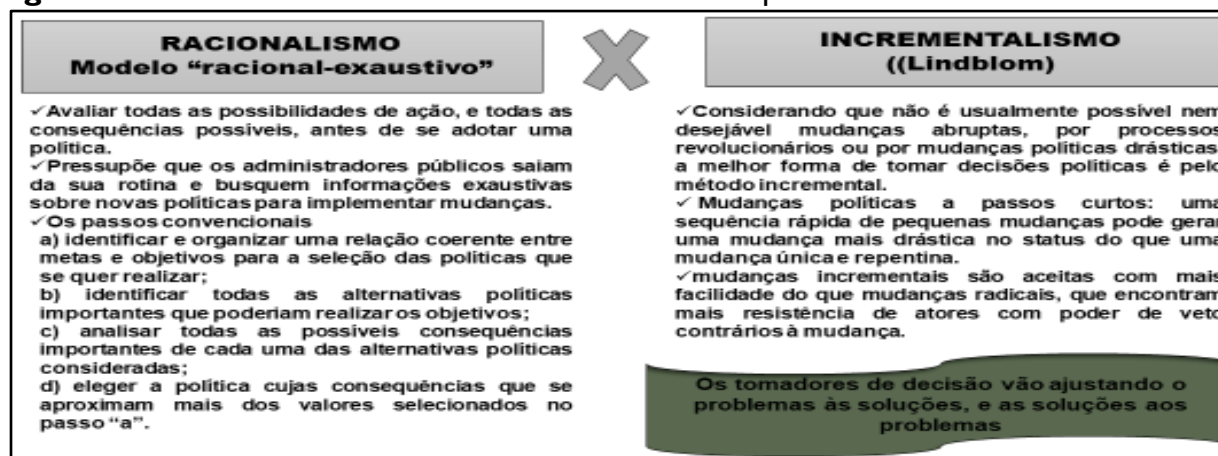 RACIONALISMO
Modelo “racional-exaustivo”
✓Avaliar todas as possibilidades de ação, e todas as
consequências possíveis, antes de se adotar uma
política.
✓Pressupõe que os administradores públicos saiam
da sua rotina e busquem informações exaustivas
sobre novas políticas para implementar mudanças.
✓Os passos convencionais
a) identificar e organizar uma relação coerente entre
metas e objetivos para a seleção das políticas que
se quer realizar;
b) identificar todas as alternativas políticas
importantes que poderiam realizar os objetivos;
c) analisar todas as possíveis consequências
importantes de cada uma das alternativas políticas
consideradas;
d) eleger a política cujas consequências que se
aproximam mais dos valores selecionados no
passo “a”.
X
INCREMENTALISMO
((Lindblom)
✓Considerando que não é usualmente possível nem
desejável mudanças abruptas, por processos
revolucionários ou por mudanças políticas drásticas
a melhor forma de tomar decisões políticas é pelo
método incremental.
✓ Mudanças políticas a passos curtos: uma
sequência rápida de pequenas mudanças pode gerar
uma mudança mais drástica no status do que uma
mudança única e repentina.
✓mudanças incrementais são aceitas com mais
facilidade do que mudanças radicais, que encontram
mais resistência de atores com poder de veto
contrários à mudança.
Os tomadores de decisão vão ajustando o
problemas às soluções, e as soluções aos
problemas